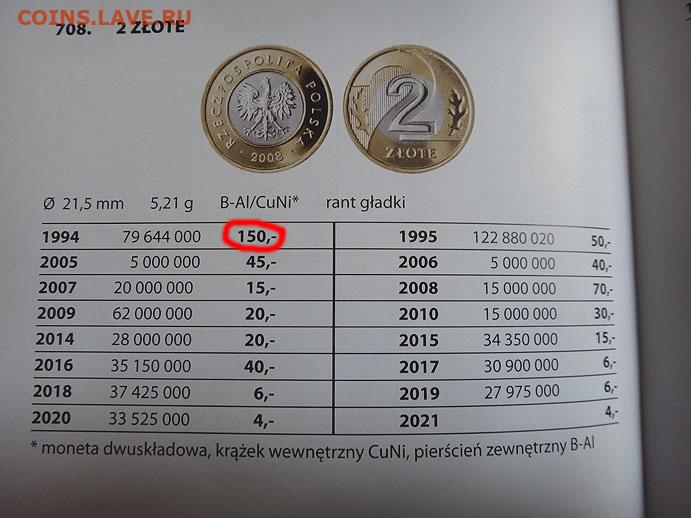 COINS.LAVE.RU
708. 2 ZŁOTE
RZECZPOSPOLITA POLSKA
2008
2
ZŁOTE
Ø 21,5 mm 5,21 g B-Al/CuNi* rant gładki
1994 79 644 000 150,- 1995 122 880 020 50,-
2005 5 000 000 45,- 2006 5 000 000 40,-
2007 20 000 000 15,- 2008 15 000 000 70,-
2009 62 000 000 20,- 2010 15 000 000 30,-
2014 28 000 000 20,- 2015 34 350 000 15,-
2016 35 150 000 40,- 2017 30 900 000 6,-
2018 37 425 000 6,- 2019 27 975 000 6,-
2020 33 525 000 4,- 2021 4,-
* moneta dwuskładowa, krążek wewnętrzny CuNi, pierścień zewnętrzny B-Al